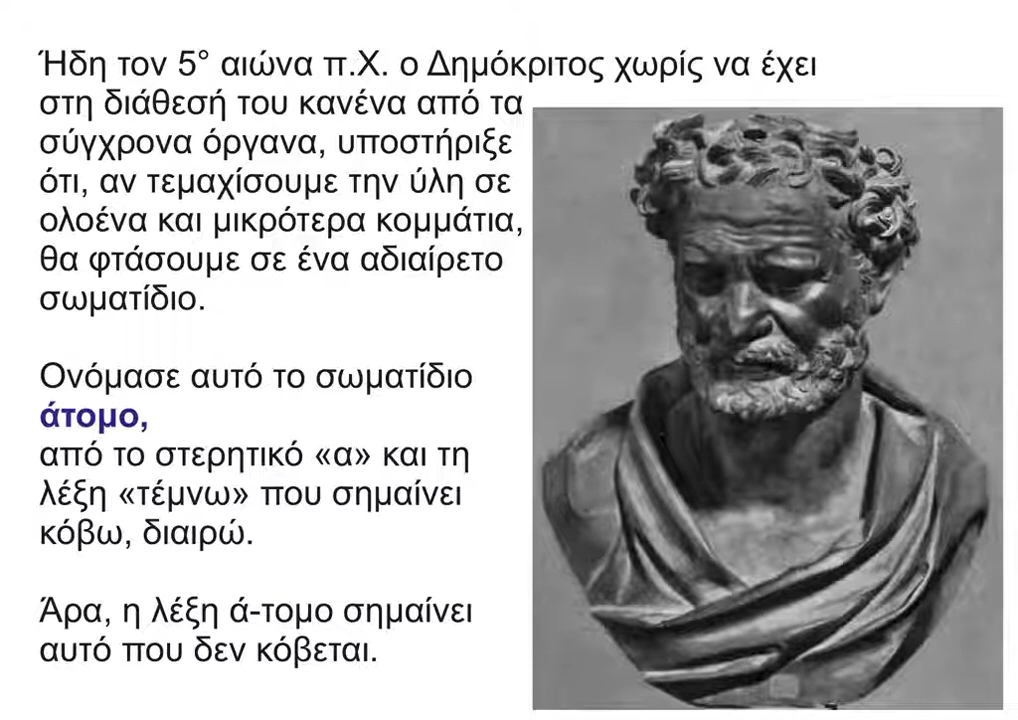 Ήδη τον 5° αιώνα π.Χ. ο Δημόκριτος χωρίς να έχει
στη διάθεσή του κανένα από τα
σύγχρονα όργανα, υποστήριξε
ότι, αν τεμαχίσουμε την ύλη σε
ολοένα και μικρότερα κομμάτια,
θα φτάσουμε σε ένα αδιαίρετο
σωματίδιο.
Ονόμασε αυτό το σωματίδιο
άτομο,
από το στερητικό «α» και τη
λέξη «τέμνω» που σημαίνει
κόβω, διαιρώ.
Άρα, η λέξη ά-τομο σημαίνει
αυτό που δεν κόβεται.